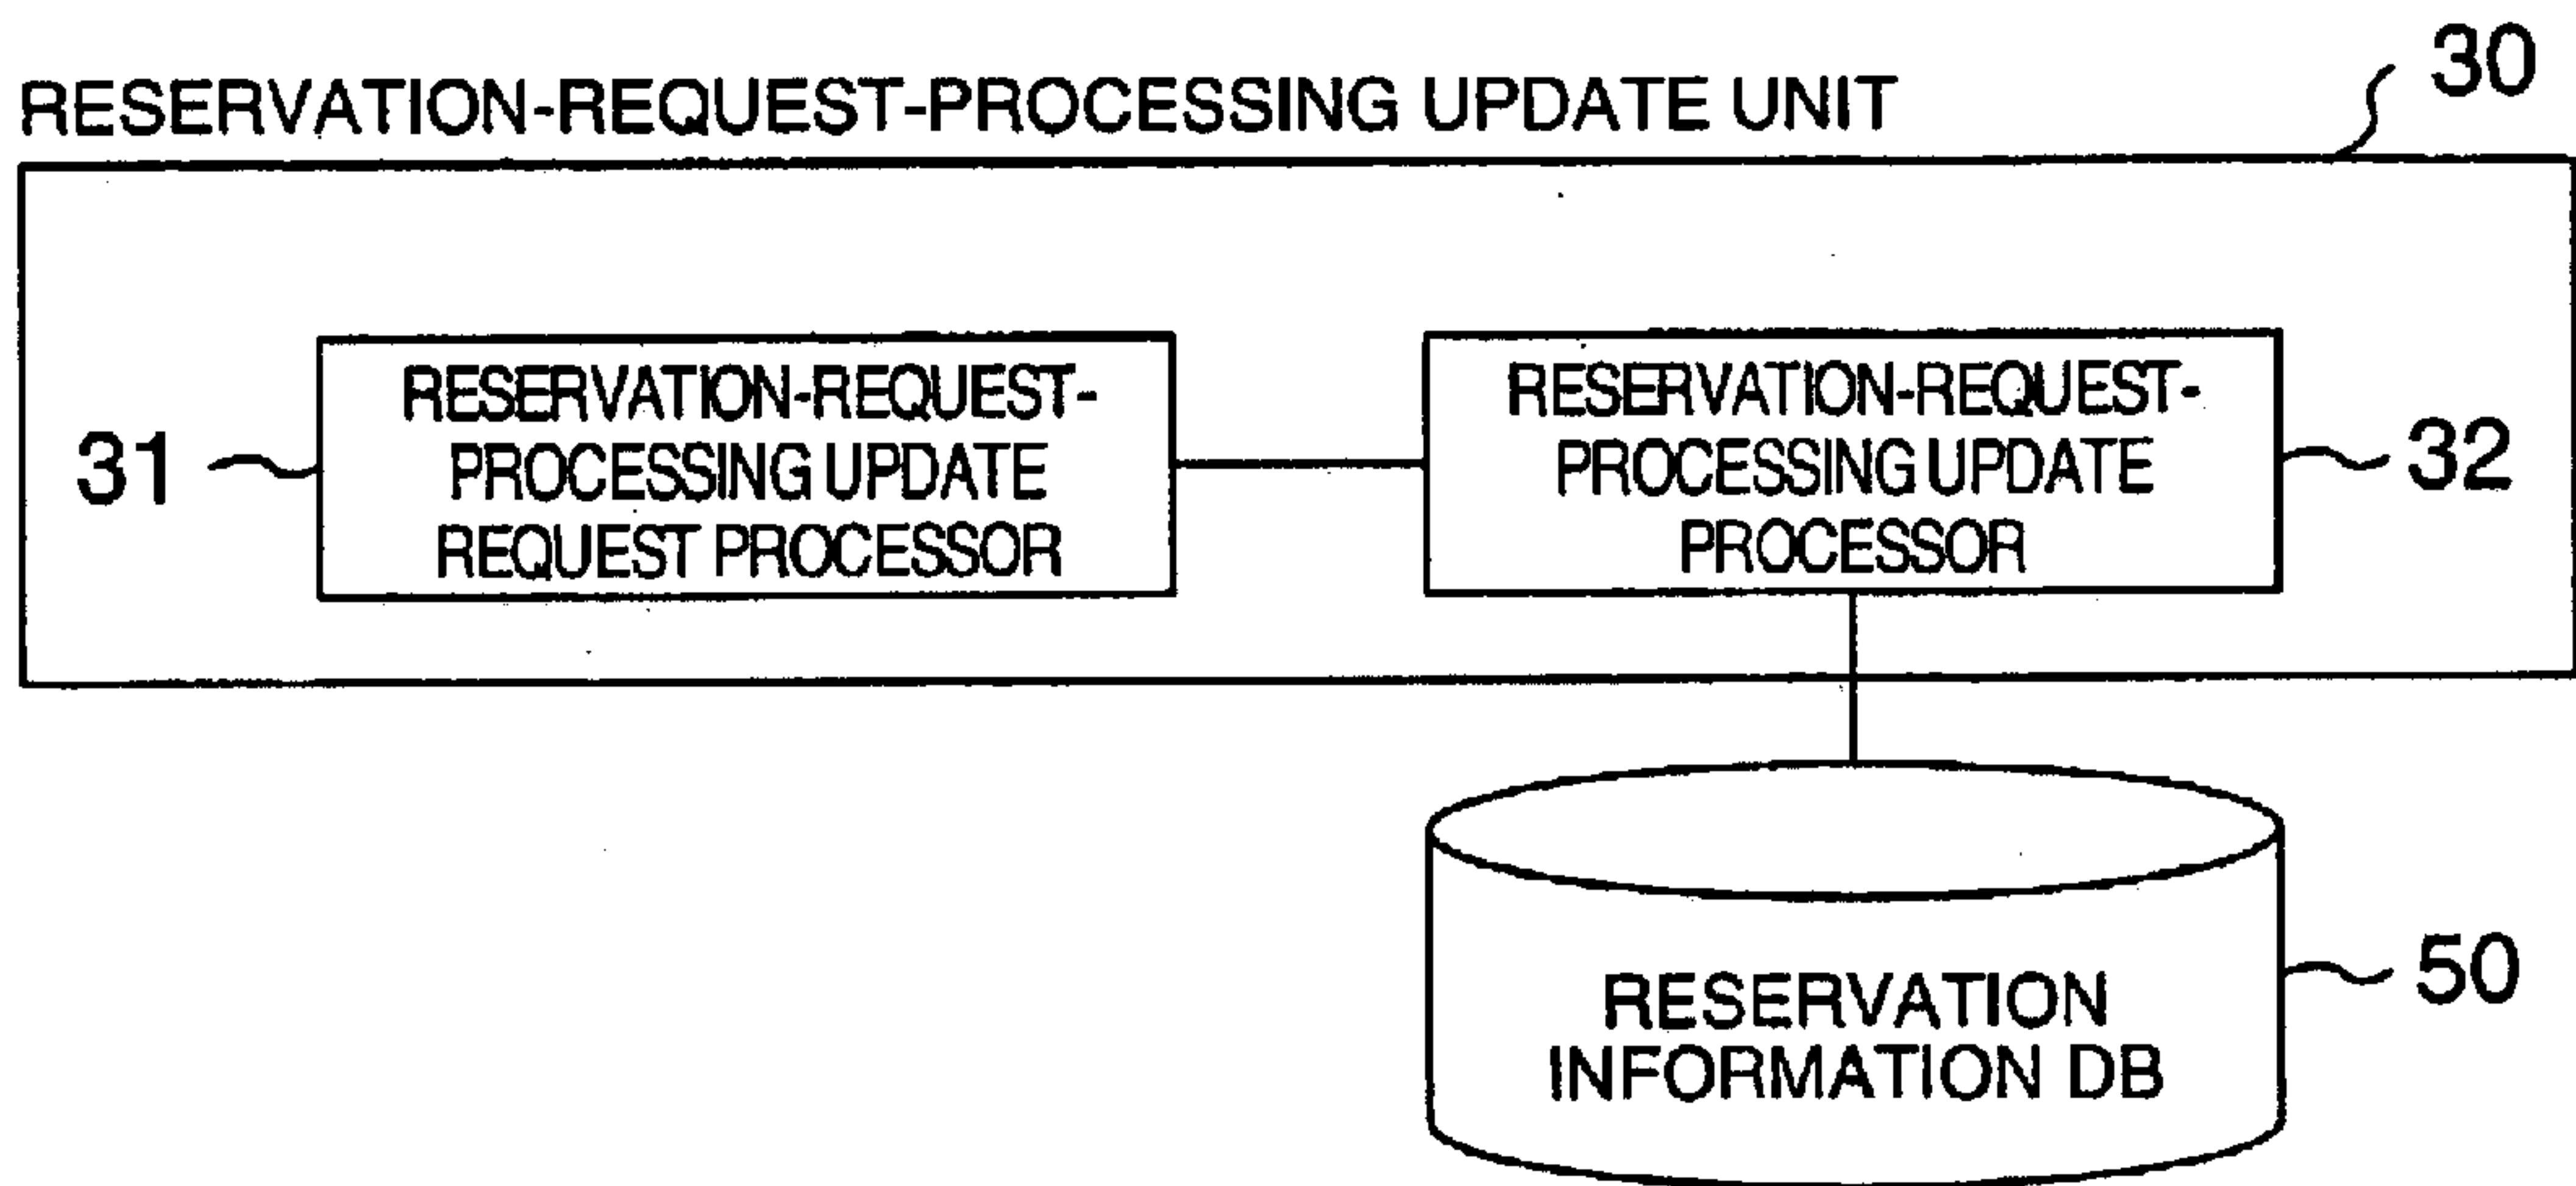 30
RESERVATION-REQUEST-PROCESSING UPDATE UNIT
31
RESERVATION-REQUEST-
PROCESSING UPDATE
REQUEST PROCESSOR
RESERVATION-REQUEST-
PROCESSING UPDATE
PROCESSOR
32
RESERVATION
INFORMATION DB
50